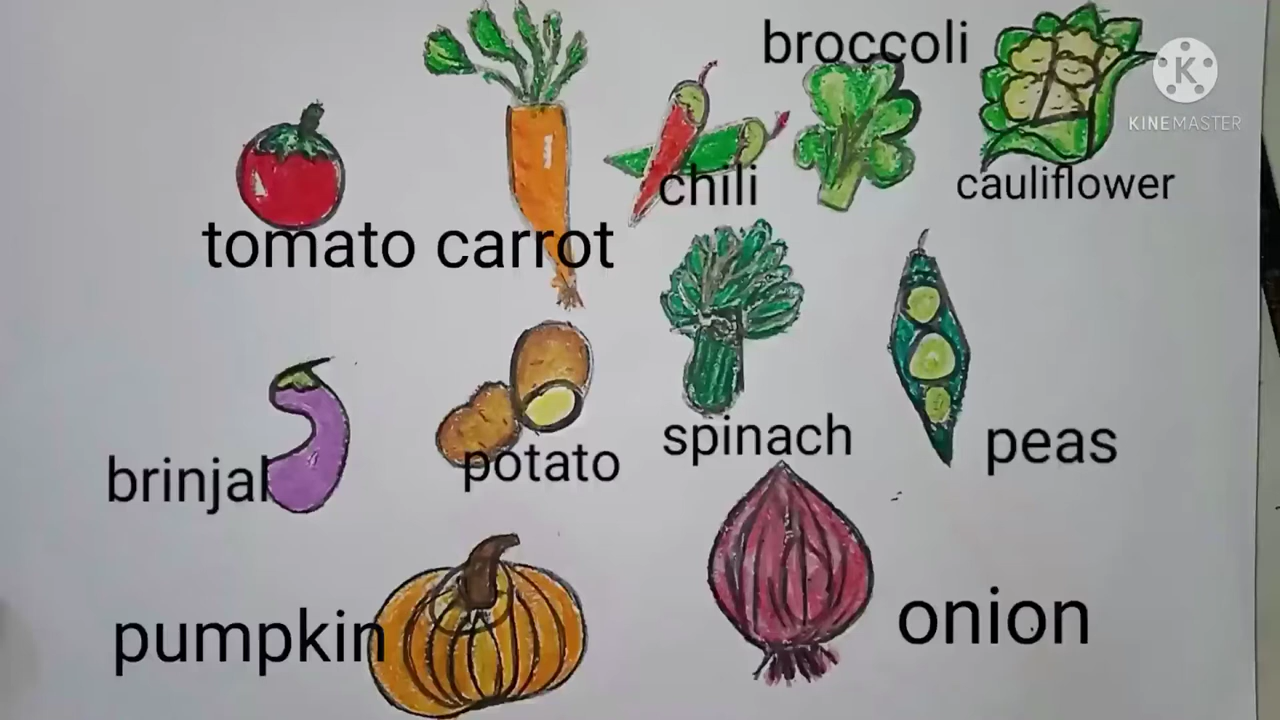 broccoli
K
KINEMASTER
chili
cauliflower
tomato carrot
spinach
peas
potato
brinjal
onion
pumpkin